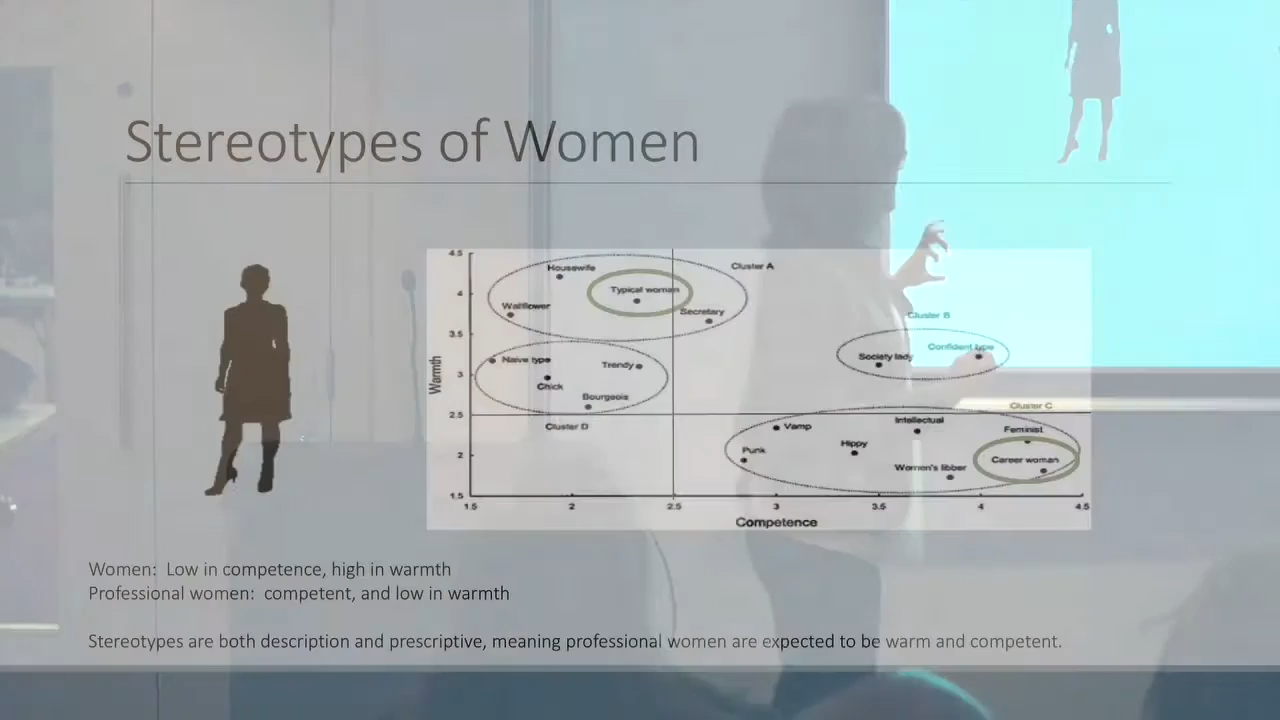 Stereotypes of Women
4.5
Housewife
Cluster A
4
Typical woman
Wallflower
Secretary
Cluster B
3.5
Confident type
Society lady
Naive type
Trendy
3
Chick
Bourgeois
Warmth
Cluster C
2.5
Cluster D
Vamp
Intellectual
Feminist
Punk
Hippy
2
Career woman
Women's libber
1.5
1.5 2 2.5 3 3.5 4 4.5
Competence
Women: Low in competence, high in warmth
Professional women: competent, and low in warmth
Stereotypes are both description and prescriptive, meaning professional women are expected to be warm and competent.